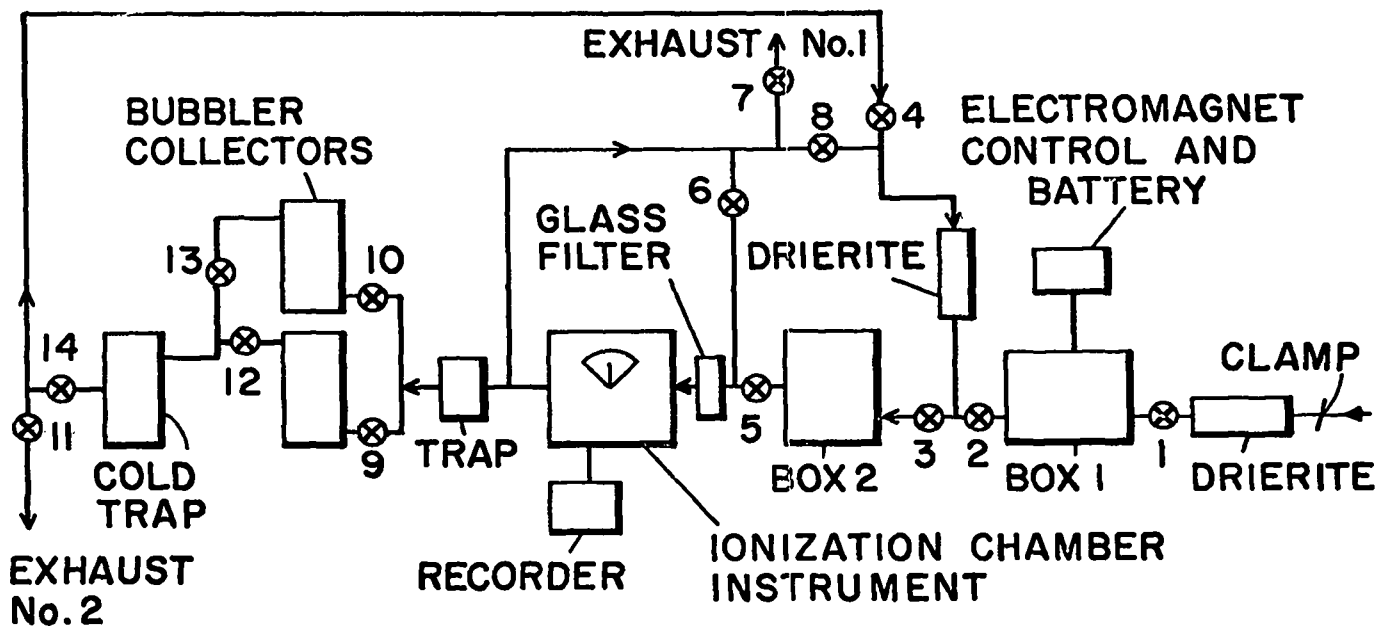 EXHAUST No.1
7
8
4
ELECTROMAGNET
CONTROL AND
BATTERY
BUBBLER
COLLECTORS
6
GLASS
FILTER
DRIERITE
13
10
14
12
11
9
TRAP
5
BOX 2
3
2
BOX 1
1
CLAMP
DRIERITE
COLD
TRAP
RECORDER
IONIZATION CHAMBER
INSTRUMENT
EXHAUST
No. 2